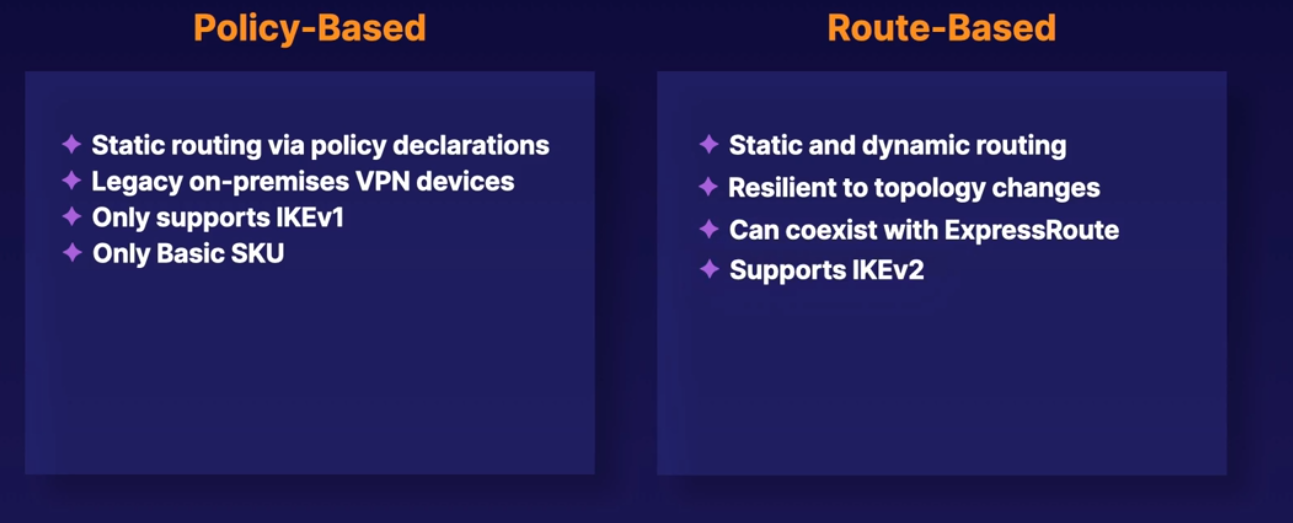 Policy-Based
Static routing via policy declarations
Legacy on-premises VPN devices
Only supports IKEv1
Only Basic SKU
Route-Based
Static and dynamic routing
Resilient to topology changes
Can coexist with ExpressRoute
Supports IKEv2